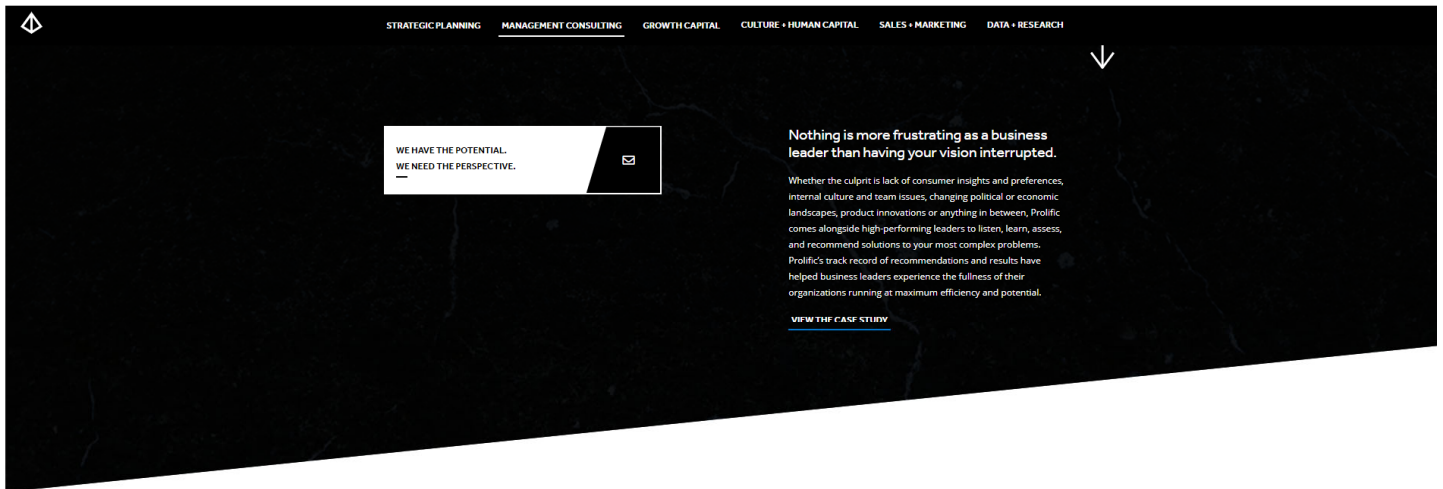 STRATEGIC PLANNING MANAGEMENT CONSULTING GROWTH CAPITAL CULTURE + HUMAN CAPITAL SALES + MARKETING DATA + RESEARCH
WE HAVE THE POTENTIAL.
WE NEED THE PERSPECTIVE.
Nothing is more frustrating as a business
leader than having your vision interrupted.
Whether the culprit is lack of consumer insights and preferences,
internal culture and team issues, changing political or economic
landscapes, product innovations or anything in between, Prolific
comes alongside high-performing leaders to listen, learn, assess,
and recommend solutions to your most complex problems.
Prolific’s track record of recommendations and results have
helped business leaders experience the fullness of their
organizations running at maximum efficiency and potential.
VIEW THE CASE STUDY